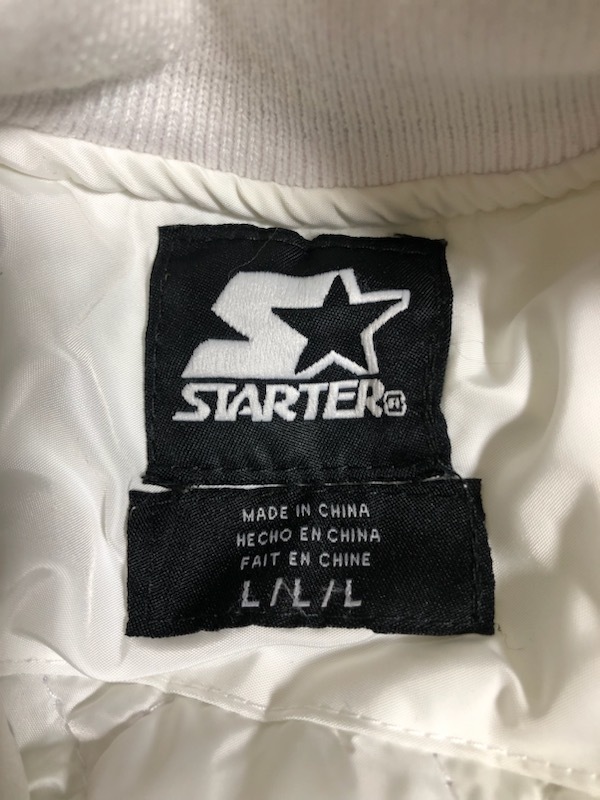 STARTER®
MADE IN CHINA
HECHO EN CHINA
FAIT EN CHINE
L/L/L